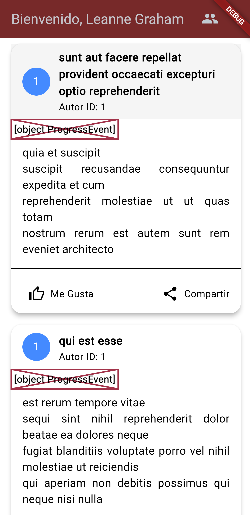 Bienvenido, Leanne Graham
DEBUG
sunt aut facere repellat
provident occaecati excepturi
optio reprehenderit
1
Autor ID: 1
[object ProgressEvent]
quia et suscipit
suscipit recusandae consequuntur
expedita et cum
reprehenderit molestiae ut ut quas
totam
nostrum rerum est autem sunt rem
eveniet architecto
Me Gusta
Compartir
qui est esse
1
Autor ID: 1
[object ProgressEvent]
est rerum tempore vitae
sequi sint nihil reprehenderit dolor
beatae ea dolores neque
fugiat blanditiis voluptate porro vel nihil
molestiae ut reiciendis
qui aperiam non debitis possimus qui
neque nisi nulla